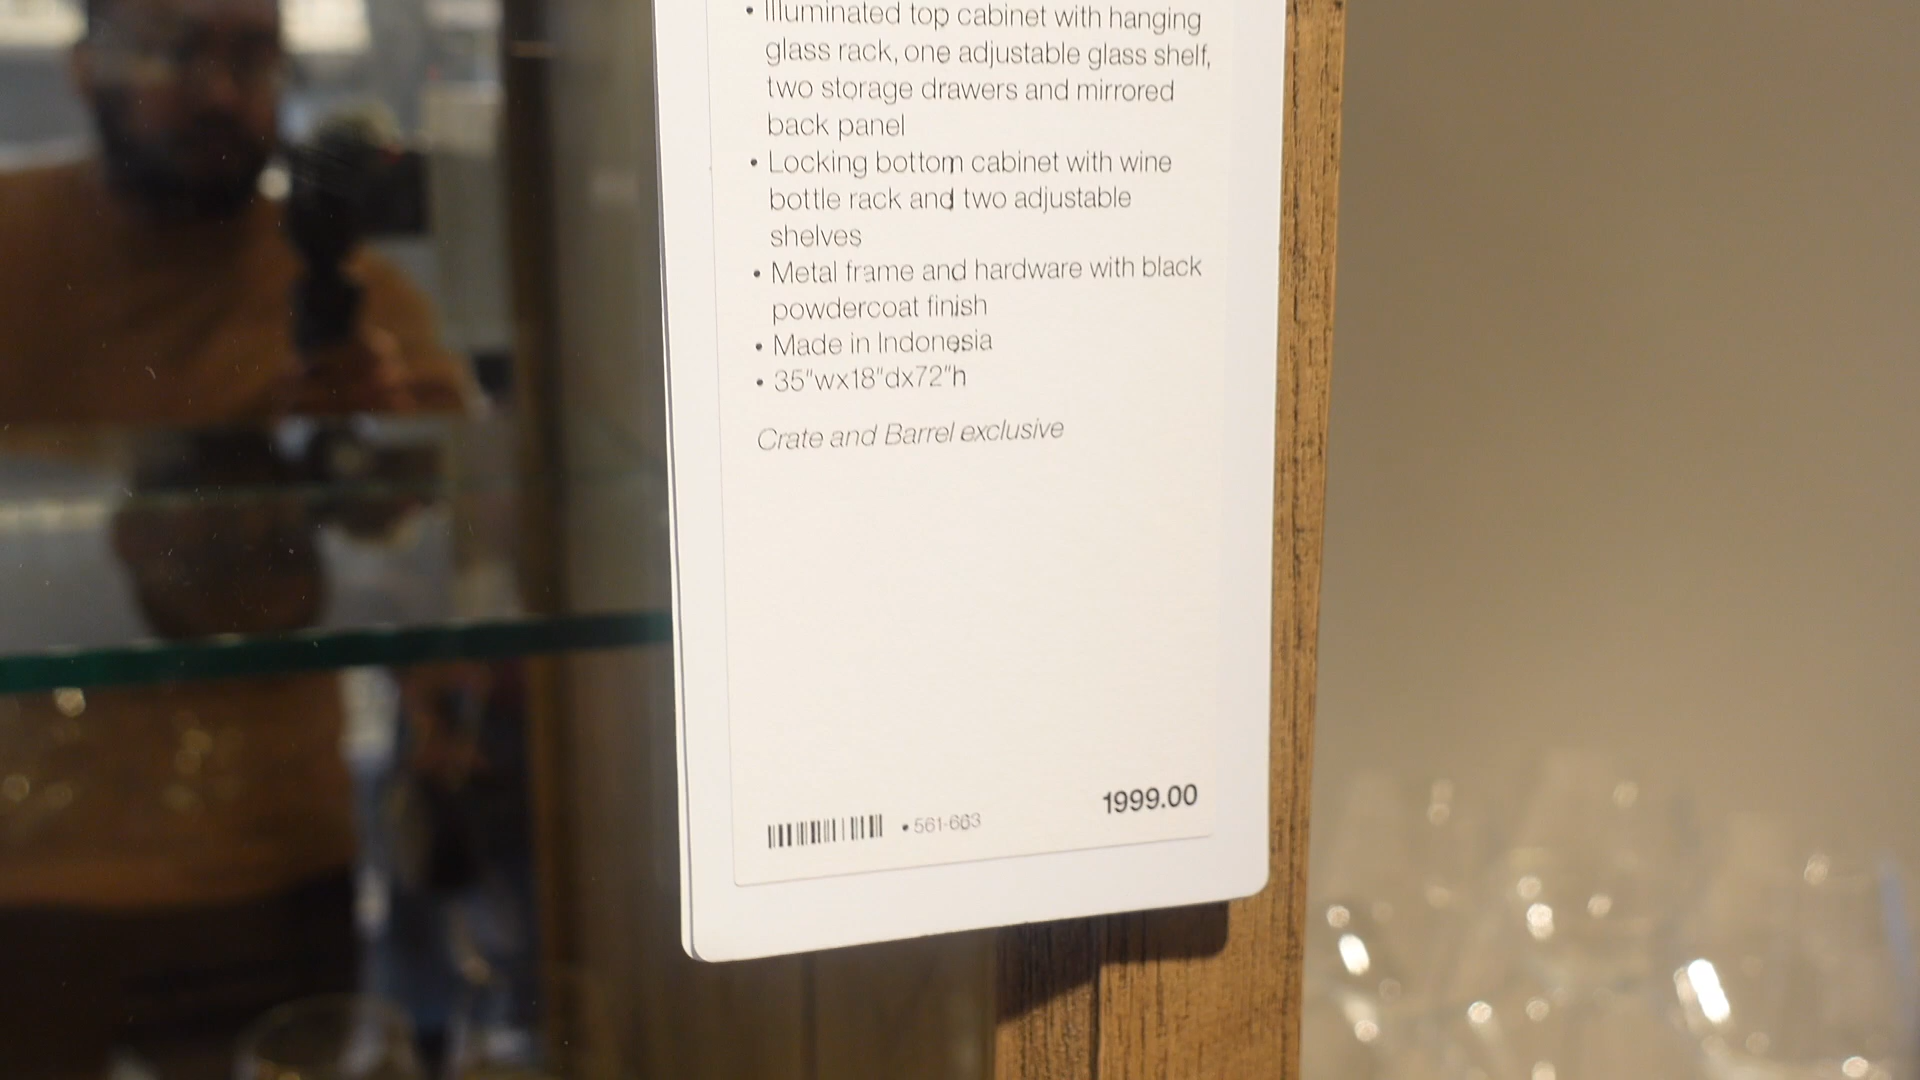 • Illuminated top cabinet with hanging
glass rack, one adjustable glass shelf,
two storage drawers and mirrored
back panel
• Locking bottom cabinet with wine
bottle rack and two adjustable
shelves
• Metal frame and hardware with black
powdercoat finish
• Made in Indonesia
• 35"wx18"dx72"h
Crate and Barrel exclusive
1999.00
• 561-663